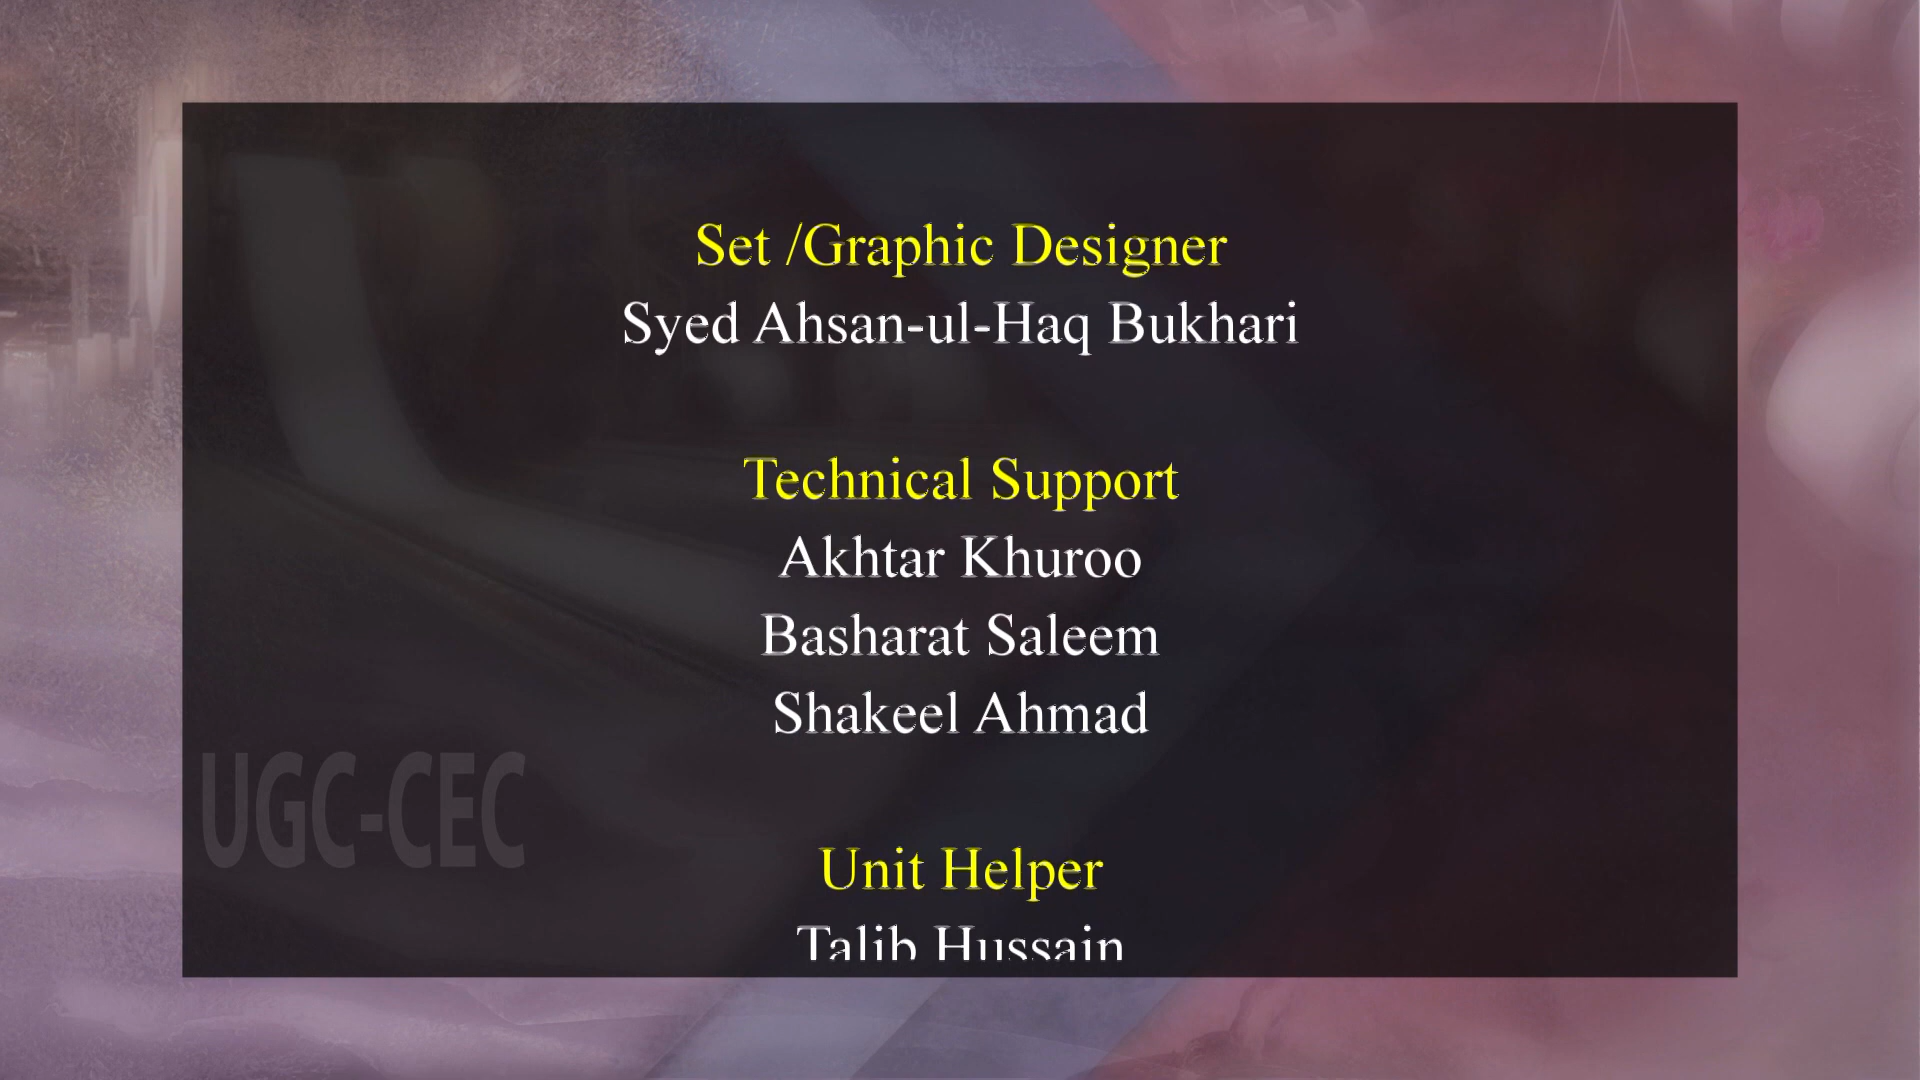 Set /Graphic Designer
Syed Ahsan-ul-Haq Bukhari
Technical Support
Akhtar Khuroo
Basharat Saleem
Shakeel Ahmad
UGC-CEC
Unit Helper
Talib Hussain